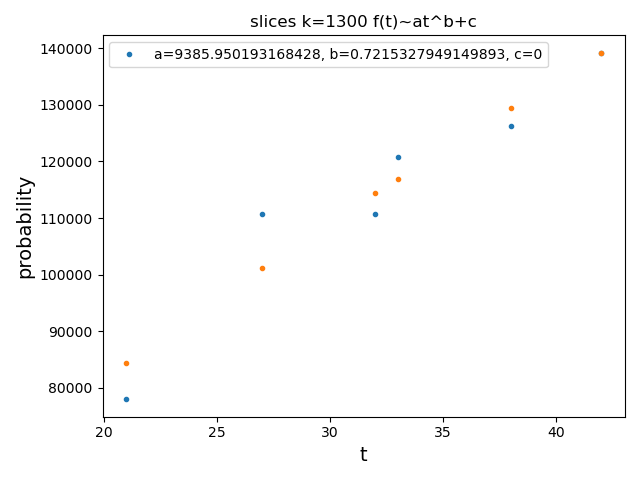 slices k=1300 f(t)~at^b+c
a=9385.950193168428, b=0.7215327949149893, c=0
140000
130000
120000
110000
100000
90000
80000
probability
20 25 30 35 40
t